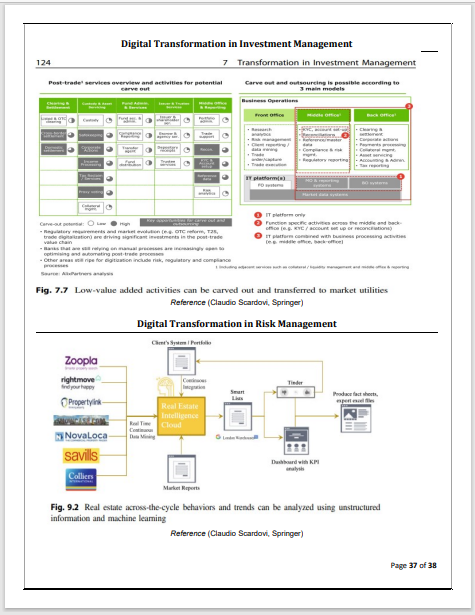 Digital Transformation in Investment Management
124
7 Transformation in Investment Management
Post-trade¹ services overview and activities for potential
carve out
Clearing &
Settlement
Custody & Asset
Servicing
Fund Admin.
& Services
Issuer & Trustee
Services
Middle Office
& Reporting
Listed & OTC
clearing
Custody
Fund acc. &
admin.
Issuer &
shareholder
Portfolio
admin.
Cross-border
settlement
Safekeeping
Compliance
Reporting
Escrow &
agency ser.
Trade
support
Domestic
settlement
Corporate
Actions
Transfer
agent
Depository
receipts
Recon.
Income
Processing
Fund
distribution
Trustee
services
Tax Reclaim
/ Services
Reference
data
Proxy voting
Risk
analytics
Collateral
mgmt.
Carve-out potential: Low High
Key opportunities for carve out and
outsourcing
• Regulatory requirements and market evolution (e.g. OTC reform, T2S,
trade digitalization) are driving significant investments in the post-trade
value chain
• Banks that are still relying on manual processes are increasingly open to
optimising and automating post-trade processes
• Other areas still ripe for digitization include risk, regulatory and compliance
processes
Source: AlixPartners analysis
Carve out and outsourcing is possible according to
3 main models
Business Operations
3
Front Office
Middle Office¹
Back Office¹
• Research
analytics
• Risk management
• Client reporting /
data mining
• Trade
order/capture
• Trade execution
• KYC, account set-up
• Reconciliations
2
• Reference/master
data
• Compliance & risk
mgmt.
• Regulatory reporting
• Clearing &
settlement
• Corporate actions
• Payments processing
• Collateral mgmt.
• Asset servicing
• Accounting & Admin.
• Tax reporting
IT platform(s)
1
FO systems
PO & reporting
systems
BO systems
Market data systems
1 IT platform only
2 Function specific activities across the middle and back-
office (e.g. KYC / account set up or reconciliations)
3 IT platform combined with business processing activities
(e.g. middle office, back-office)
¹ Including adjacent services such as collateral / liquidity management and middle office & reporting
Fig. 7.7 Low-value added activities can be carved out and transferred to market utilities
Reference (Claudio Scardovi, Springer)
Digital Transformation in Risk Management
Client's System / Portfolio
Zoopla
rightmove
find your happy
Propertylink
NovaLoca
savills
Colliers
INTERNATIONAL
Real Time
Continuous
Data Mining
Continuous
Integration
Real Estate
Intelligence
Cloud
Market Reports
Smart
Lists
London Warehouses
Tinder
Dashboard with KPI
analysts
Produce fact sheets,
export excel files
Fig. 9.2 Real estate across-the-cycle behaviors and trends can be analyzed using unstructured
information and machine learning
Reference (Claudio Scardovi, Springer)
Page 37 of 38